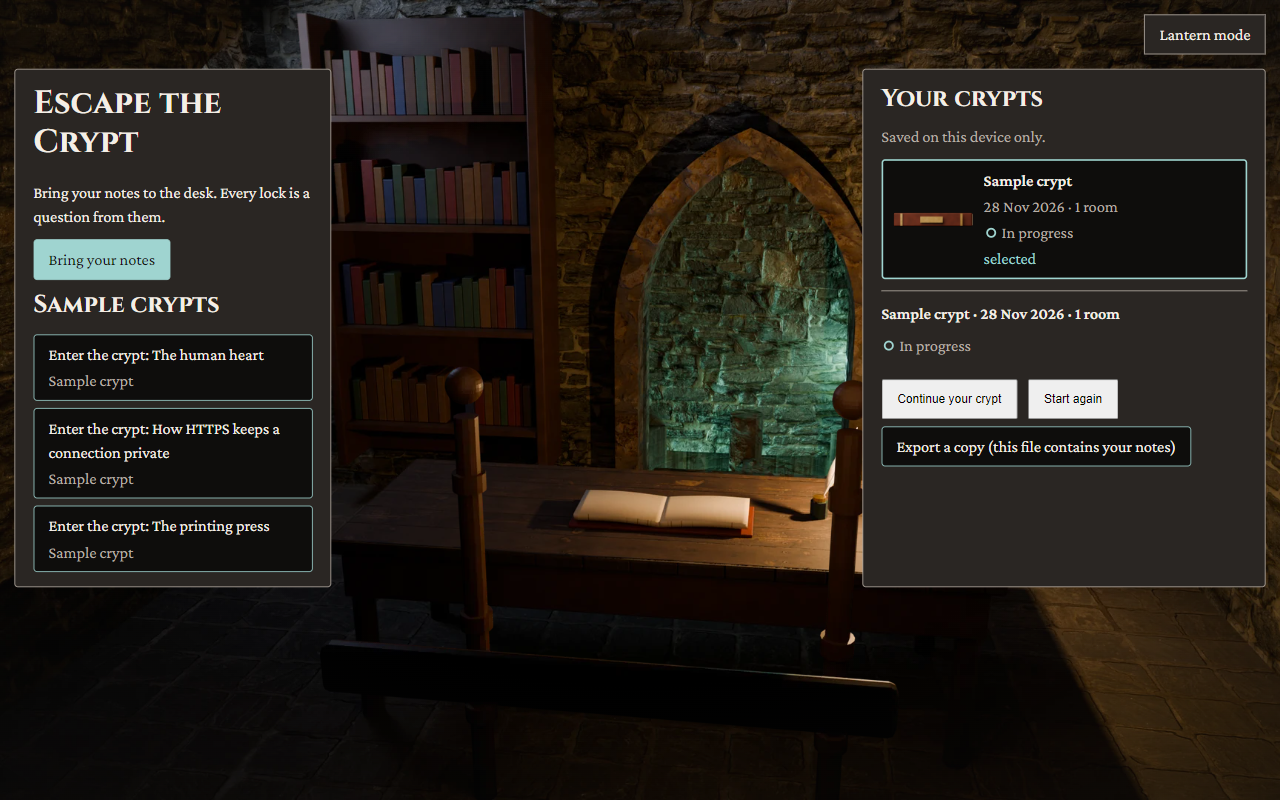 Lantern mode
Escape the
Crypt
Bring your notes to the desk. Every lock is a
question from them.
Bring your notes
Sample crypts
Enter the crypt: The human heart
Sample crypt
Enter the crypt: How HTTPS keeps a
connection private
Sample crypt
Enter the crypt: The printing press
Sample crypt
Your crypts
Saved on this device only.
Sample crypt
28 Nov 2026 · 1 room
In progress
selected
Sample crypt · 28 Nov 2026 · 1 room
In progress
Continue your crypt
Start again
Export a copy (this file contains your notes)